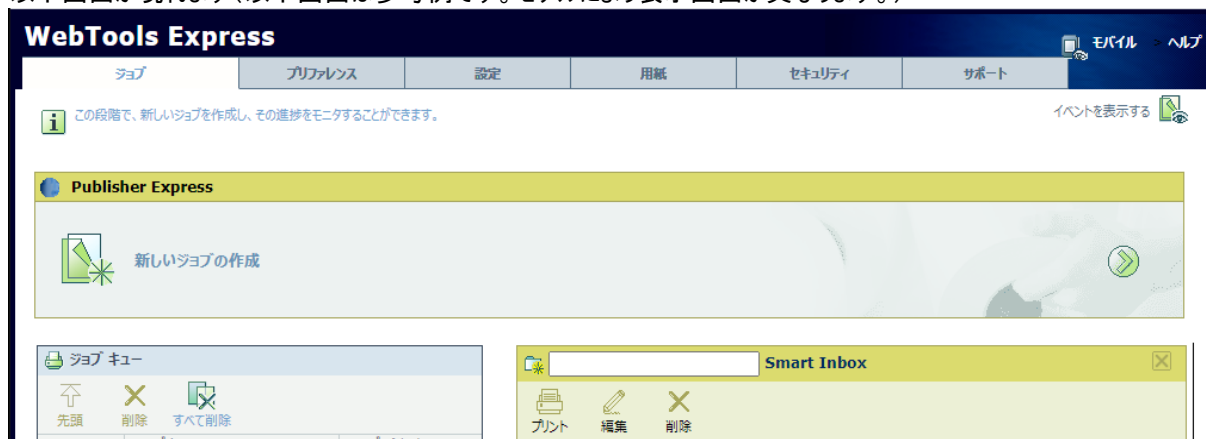 WebTools Express
モバイル ヘルプ
ジョブ プリファレンス 設定 用紙 セキュリティ サポート
この段階で、新しいジョブを作成し、その進捗をモニタすることができます。
イベントを表示する
Publisher Express
新しいジョブの作成
ジョブ キュー
先頭 削除 すべて削除
Smart Inbox
プリント 編集 削除